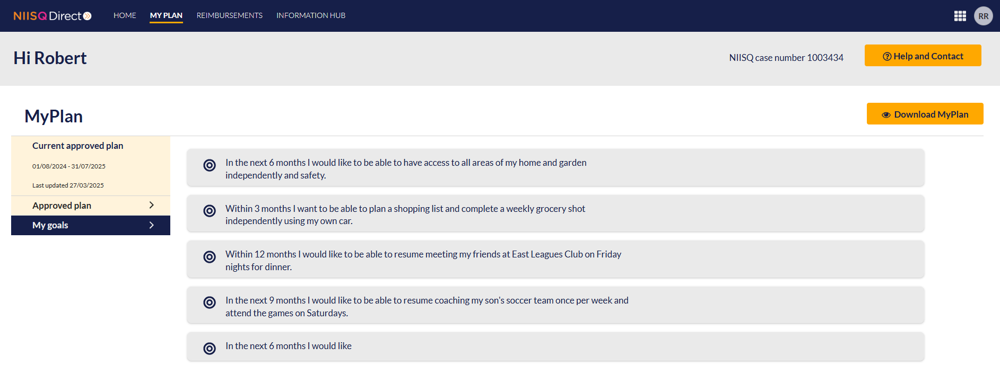 NIISQ Direct
HOME
MY PLAN
REIMBURSEMENTS
INFORMATION HUB
RR
Hi Robert
NIISQ case number 1003434
Help and Contact
MyPlan
Download MyPlan
Current approved plan
01/08/2024 - 31/07/2025
Last updated 27/03/2025
Approved plan
My goals
In the next 6 months I would like to be able to have access to all areas of my home and garden
independently and safety.
Within 3 months I want to be able to plan a shopping list and complete a weekly grocery shot
independently using my own car.
Within 12 months I would like to be able to resume meeting my friends at East Leagues Club on Friday
nights for dinner.
In the next 9 months I would like to be able to resume coaching my son's soccer team once per week and
attend the games on Saturdays.
In the next 6 months I would like